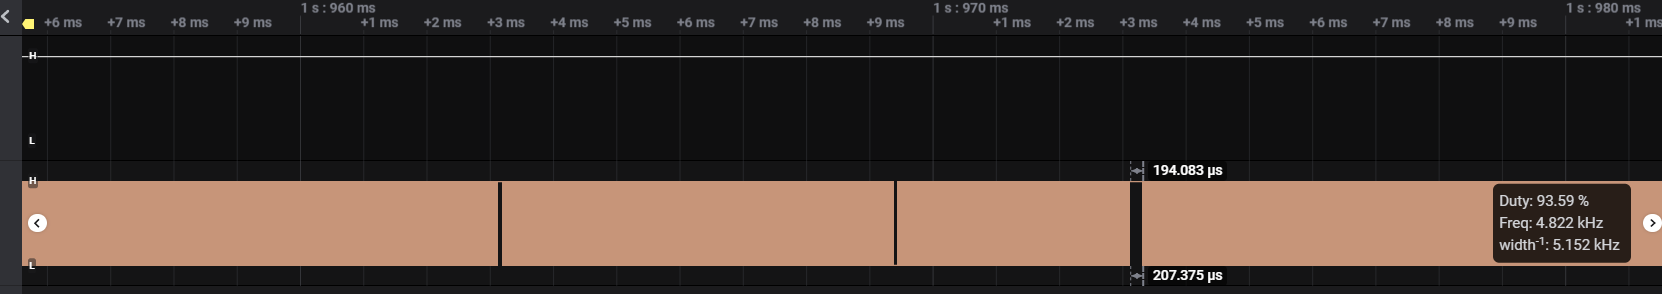 1 s : 960 ms 1 s : 970 ms 1 s : 980 ms
+6 ms +7 ms +8 ms +9 ms +1 ms +2 ms +3 ms +4 ms +5 ms +6 ms +7 ms +8 ms +9 ms +1 ms +2 ms +3 ms +4 ms +5 ms +6 ms +7 ms +8 ms +9 ms +1 ms
H
L
194.083 μs
H
Duty: 93.59 %
Freq: 4.822 kHz
width⁻¹: 5.152 kHz
L
207.375 μs